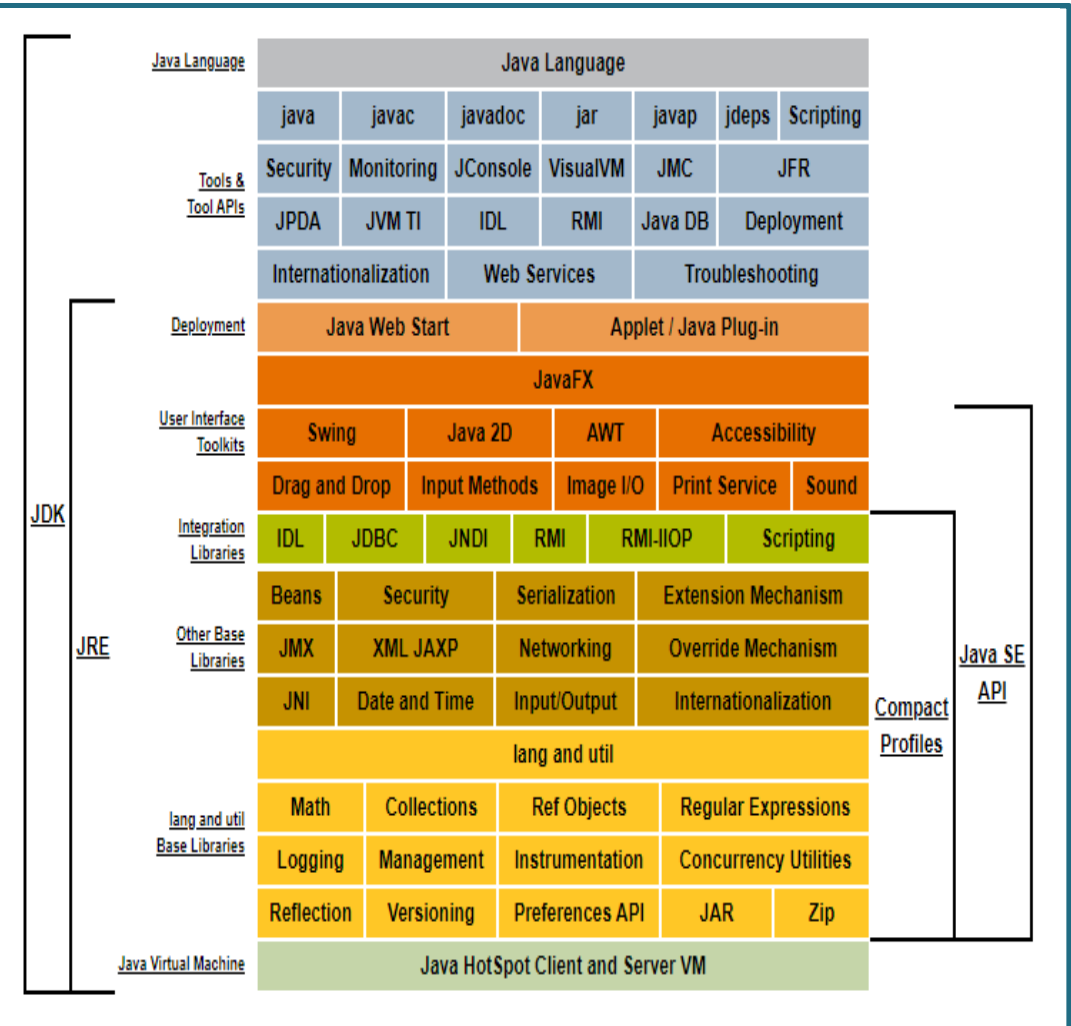 Java Language
Java Language
java javac javadoc jar javap jdeps Scripting
Security Monitoring JConsole VisualVM JMC JFR
Tools &
Tool APIs
JPDA JVM TI IDL RMI Java DB Deployment
Internationalization Web Services Troubleshooting
Deployment
Java Web Start Applet / Java Plug-in
JavaFX
User Interface
Toolkits
Swing Java 2D AWT Accessibility
Drag and Drop Input Methods Image I/O Print Service Sound
JDK
Integration
Libraries
IDL JDBC JNDI RMI RMI-IIOP Scripting
Beans Security Serialization Extension Mechanism
JRE
Other Base
Libraries
JMX XML JAXP Networking Override Mechanism
Java SE
API
JNI Date and Time Input/Output Internationalization
Compact
Profiles
lang and util
lang and util
Base Libraries
Math Collections Ref Objects Regular Expressions
Logging Management Instrumentation Concurrency Utilities
Reflection Versioning Preferences API JAR Zip
Java Virtual Machine
Java HotSpot Client and Server VM